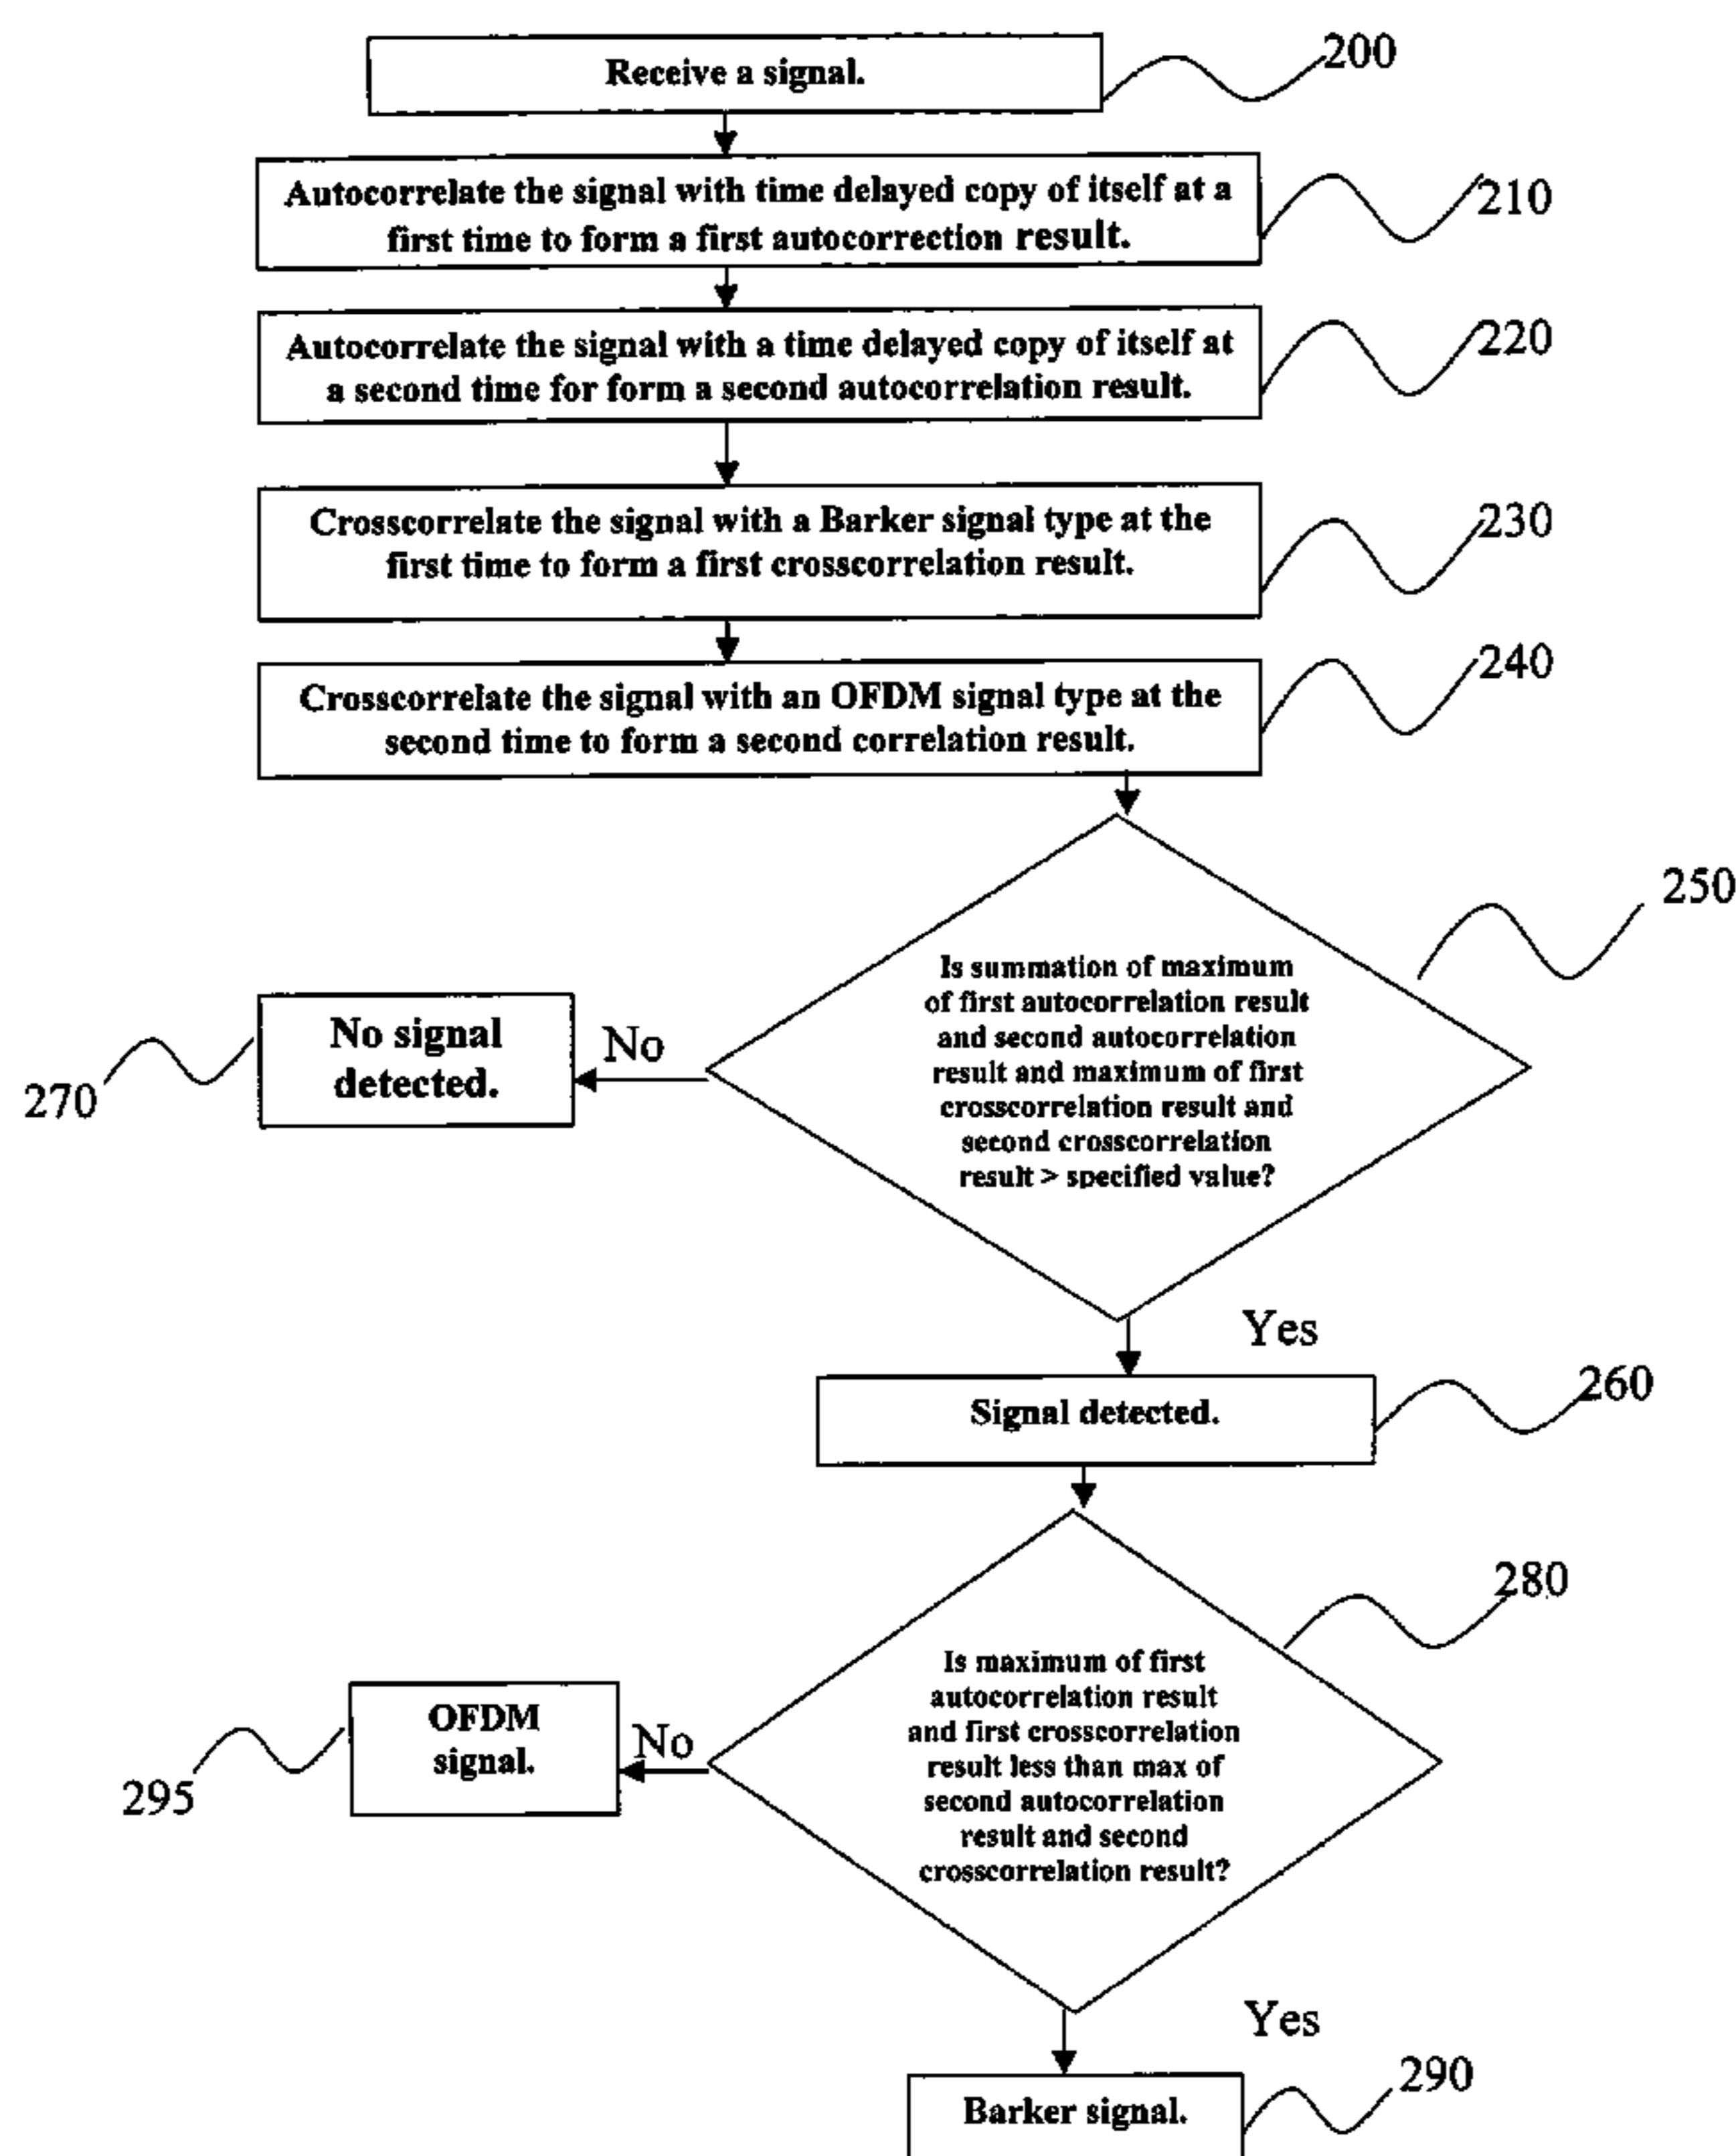 Receive a signal.
200
Autocorrelate the signal with time delayed copy of itself at a
first time to form a first autocorrection result.
210
Autocorrelate the signal with a time delayed copy of itself at
a second time for form a second autocorrelation result.
220
Crosscorrelate the signal with a Barker signal type at the
first time to form a first crosscorrelation result.
230
Crosscorrelate the signal with an OFDM signal type at the
second time to form a second correlation result.
240
250
Is summation of maximum
of first autocorrelation result
and second autocorrelation
result and maximum of first
crosscorrelation result and
second crosscorrelation
result > specified value?
No
No signal
detected.
270
Yes
Signal detected.
260
280
Is maximum of first
autocorrelation result
and first crosscorrelation
result less than max of
second autocorrelation
result and second
crosscorrelation result?
No
OFDM
signal.
295
Yes
Barker signal.
290